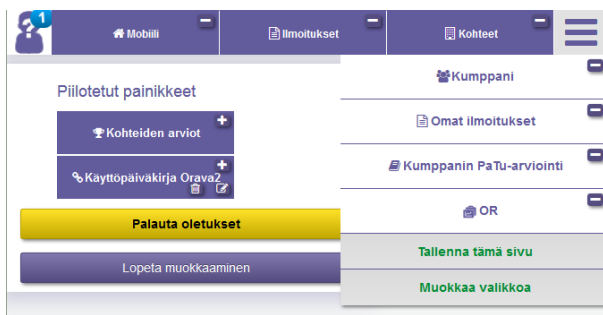 1
Mobiili
Ilmoitukset
Kohteet
Kumppani
Piilotetut painikkeet
Omat ilmoitukset
Kohteiden arviot
Kumppanin PaTu-arviointi
Käyttöpäiväkirja Orava2
OR
Palauta oletukset
Tallenna tämä sivu
Lopeta muokkaaminen
Muokkaa valikkoa